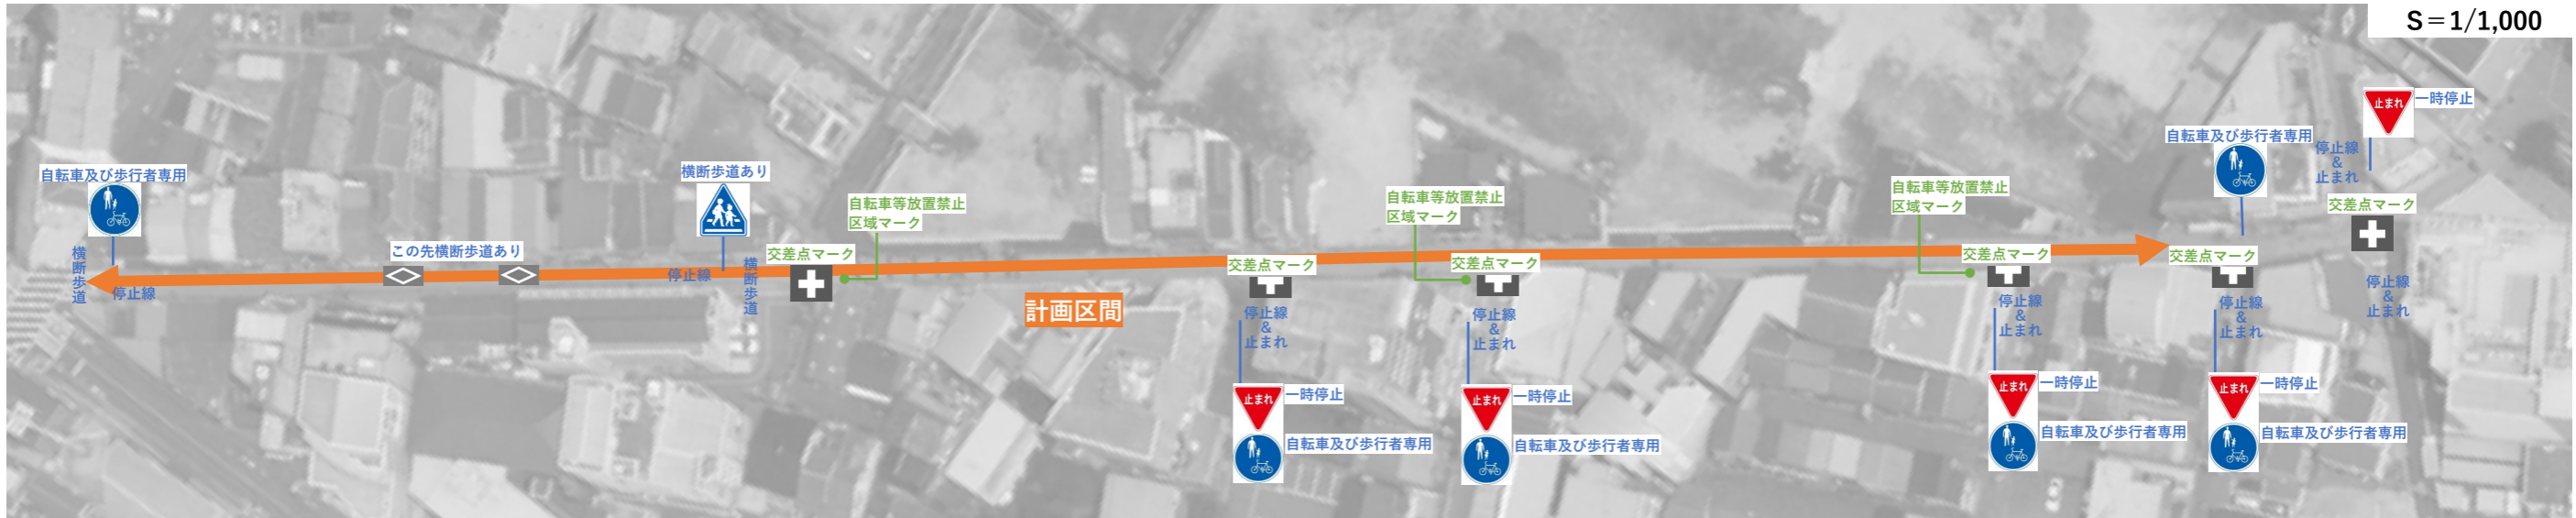 S＝1/1,000
自転車及び歩行者専用
横断歩道
停止線
この先横断歩道あり
横断歩道あり
停止線
横断歩道
交差点マーク
自転車等放置禁止
区域マーク
計画区間
交差点マーク
停止線
&
止まれ
止まれ
一時停止
自転車及び歩行者専用
自転車等放置禁止
区域マーク
交差点マーク
停止線
&
止まれ
止まれ
一時停止
自転車及び歩行者専用
自転車等放置禁止
区域マーク
交差点マーク
停止線
&
止まれ
止まれ
一時停止
自転車及び歩行者専用
自転車及び歩行者専用
交差点マーク
停止線
&
止まれ
止まれ
一時停止
自転車及び歩行者専用
止まれ
一時停止
停止線
&
止まれ
交差点マーク
停止線
&
止まれ